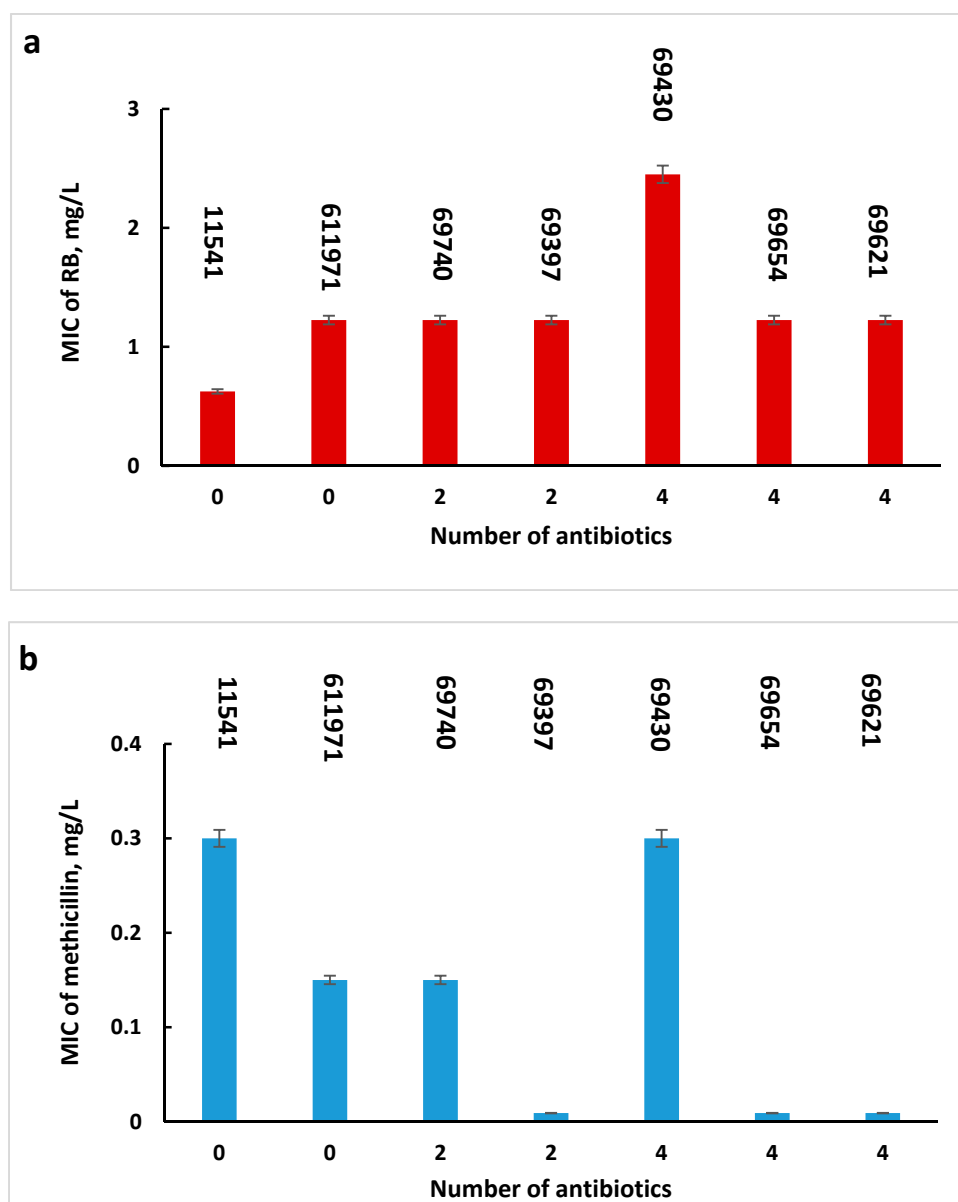 a
MIC of RB, mg/L
3
2
1
0
11541
611971
69740
69397
69430
69654
69621
0 0 2 2 4 4 4
Number of antibiotics
b
MIC of methicillin, mg/L
0.4
0.3
0.2
0.1
0
11541
611971
69740
69397
69430
69654
69621
0 0 2 2 4 4 4
Number of antibiotics